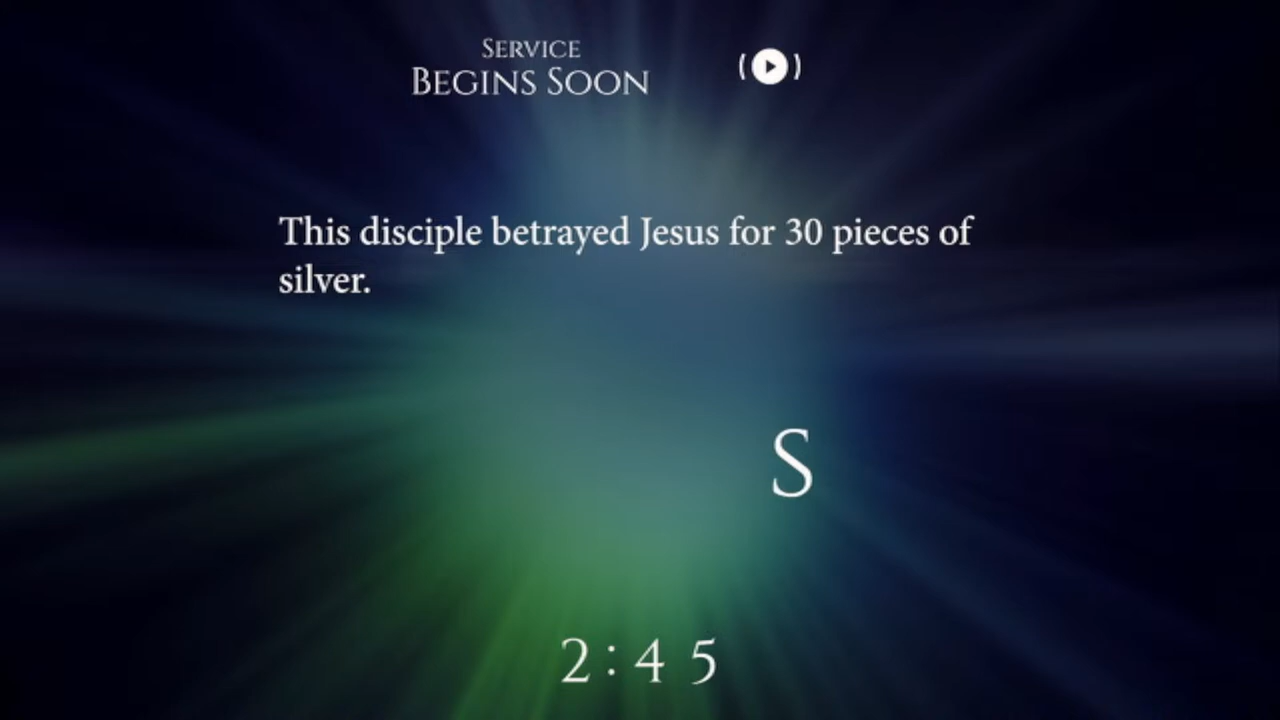 Service
Begins Soon
This disciple betrayed Jesus for 30 pieces of
silver.
S
2:45